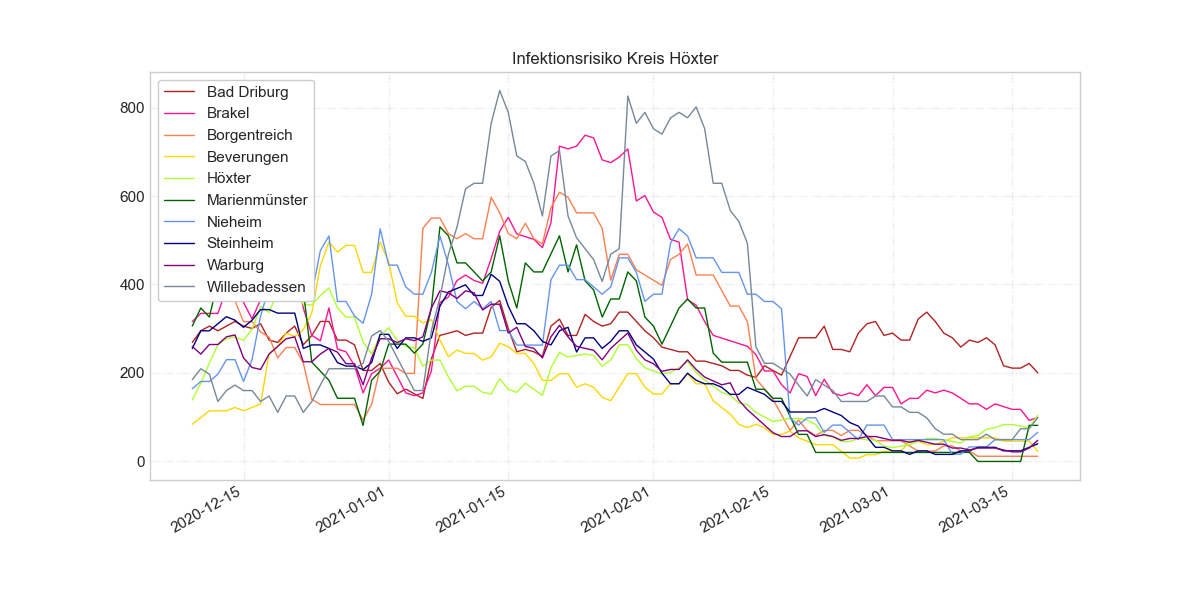 Infektionsrisiko Kreis Höxter
Bad Driburg
Brakel
Borgentreich
Beverungen
Höxter
Marienmünster
Nieheim
Steinheim
Warburg
Willebadessen
800
600
400
200
0
2020-12-15
2021-01-01
2021-01-15
2021-02-01
2021-02-15
2021-03-01
2021-03-15